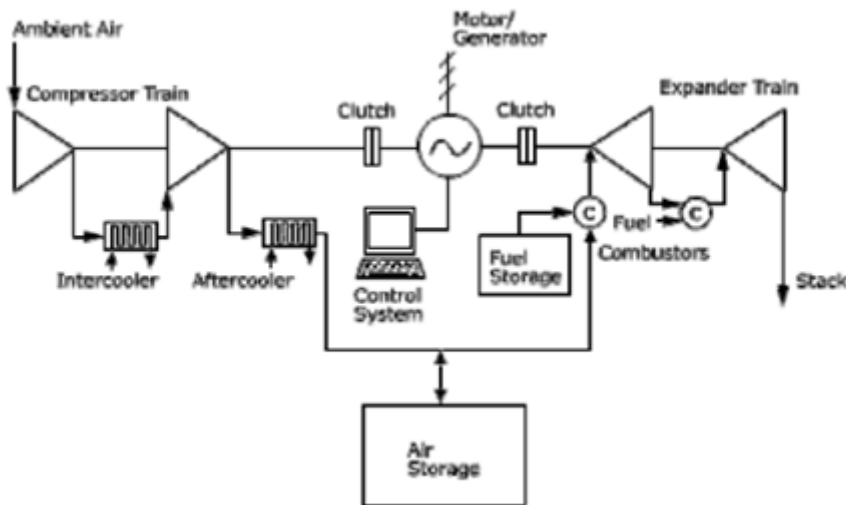 Ambient Air
Motor/
Generator
Compressor Train
Expander Train
Clutch
Clutch
C
Fuel
C
Combustors
Fuel
Storage
Intercooler
Aftercooler
Control
System
Stack
Air
Storage